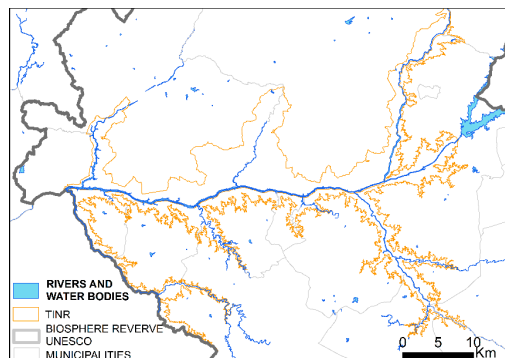 RIVERS AND
WATER BODIES
TINR
BIOSPHERE REVERVE
UNESCO
MUNICIPALITIES
0 5 10
Km